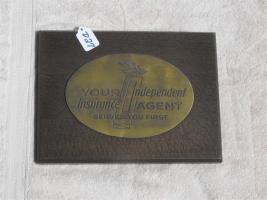 YOUR Independent
Insurance AGENT
SERVES YOU FIRST